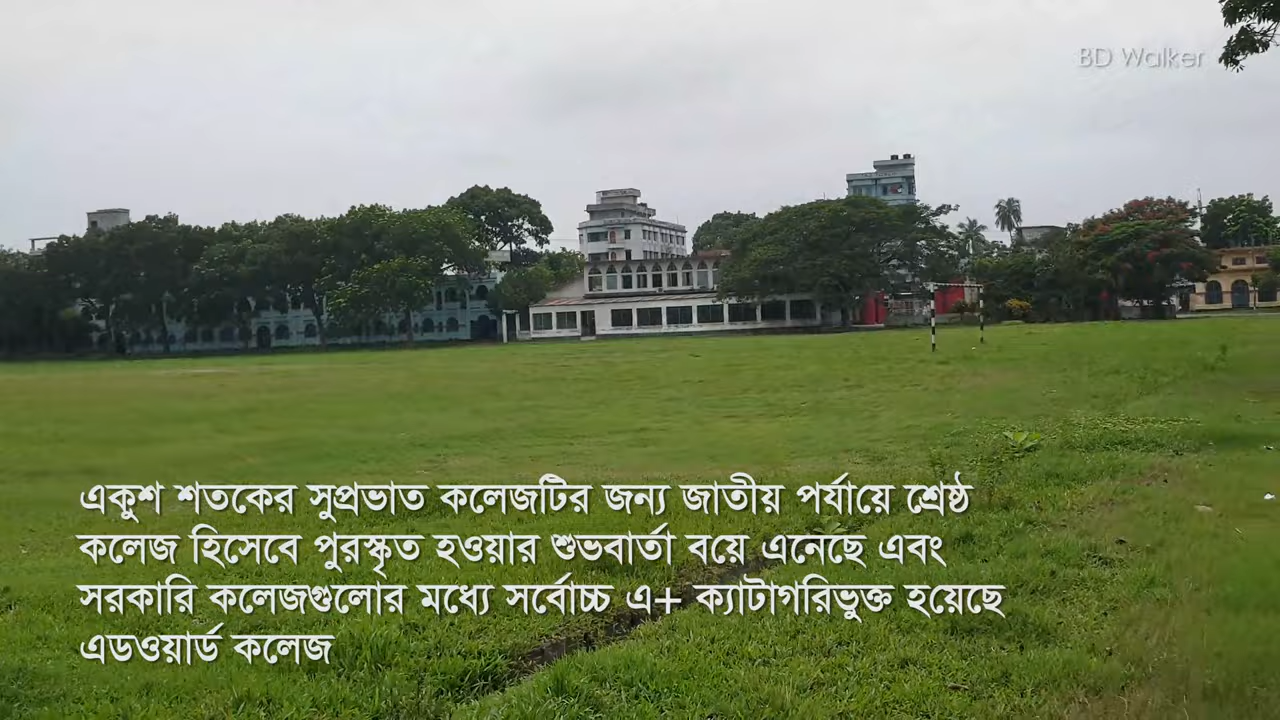 BD Walker
একুশ শতকের সুপ্রভাত কলেজটির জন্য জাতীয় পর্যায়ে শ্রেষ্ঠ
কলেজ হিসেবে পুরস্কৃত হওয়ার শুভবার্তা বয়ে এনেছে এবং
সরকারি কলেজগুলোর মধ্যে সর্বোচ্চ এ+ ক্যাটাগরিভুক্ত হয়েছে
এডওয়ার্ড কলেজ